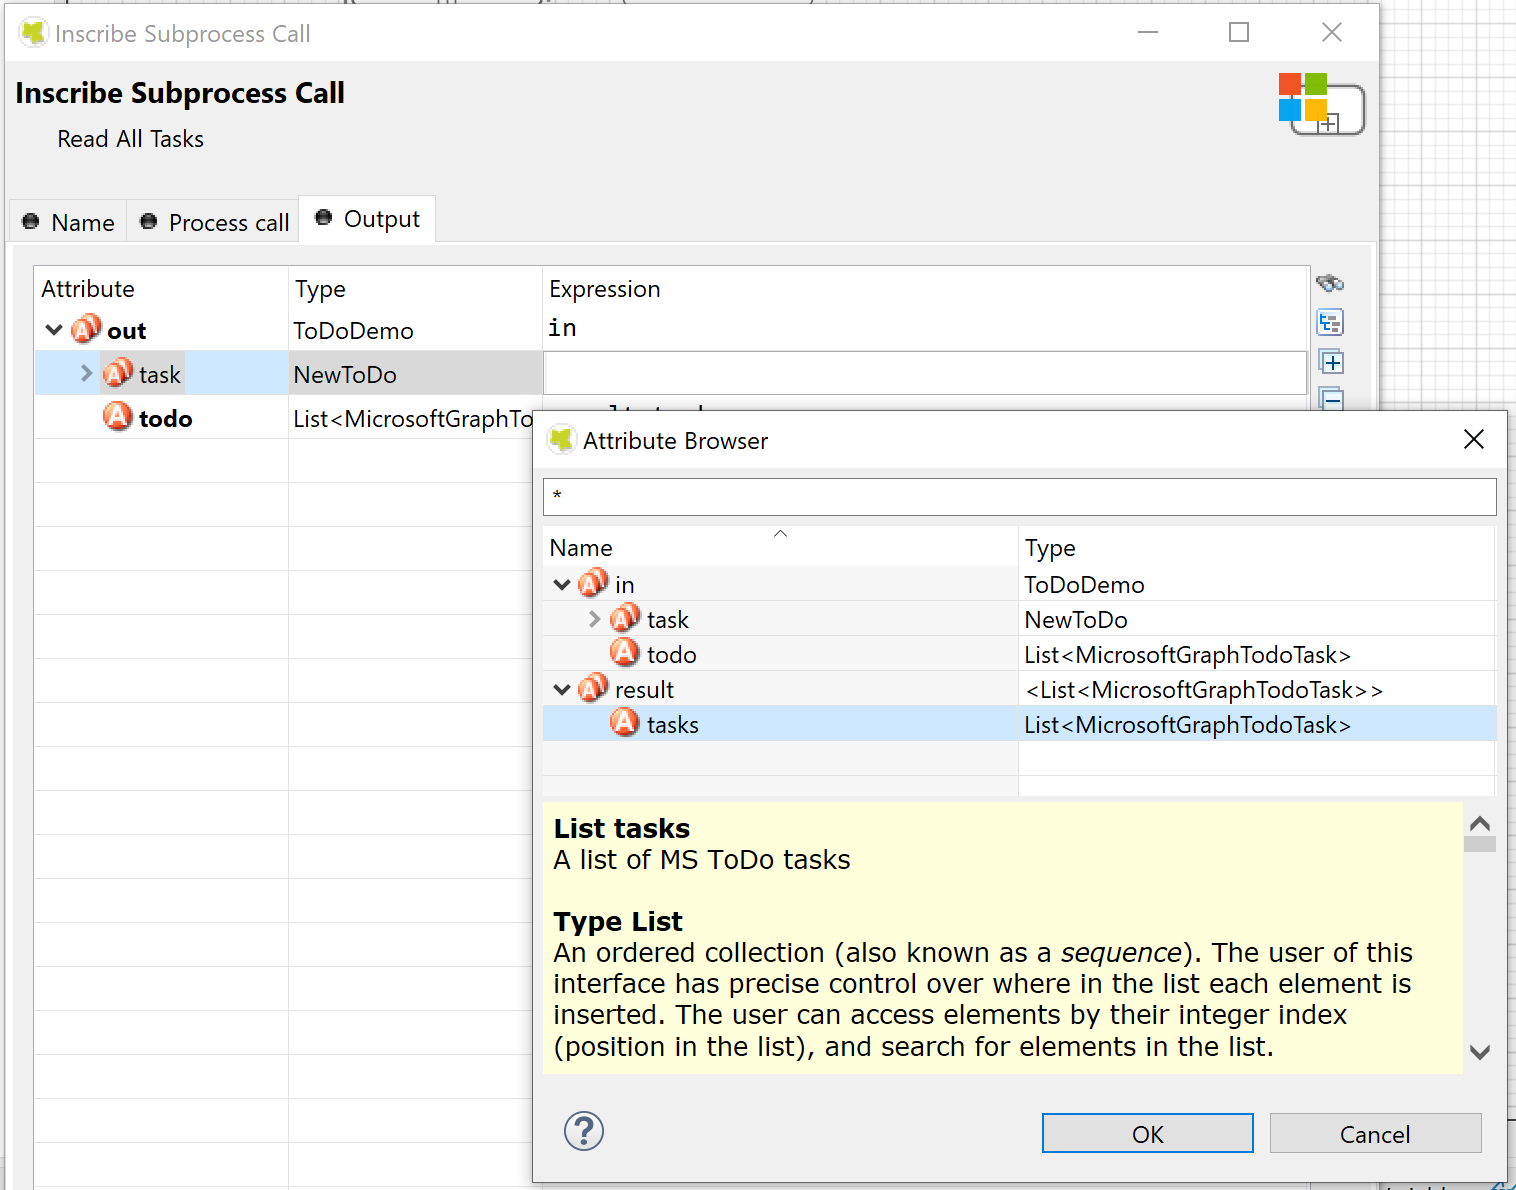 Inscribe Subprocess Call
Inscribe Subprocess Call
Read All Tasks
Name Process call Output
Attribute Type Expression
out ToDoDemo in
task NewToDo
todo List<MicrosoftGraphTo
Attribute Browser
*
Name Type
in ToDoDemo
task NewToDo
todo List<MicrosoftGraphTodoTask>
result <List<MicrosoftGraphTodoTask>>
tasks List<MicrosoftGraphTodoTask>
List tasks
A list of MS ToDo tasks
Type List
An ordered collection (also known as a sequence). The user of this
interface has precise control over where in the list each element is
inserted. The user can access elements by their integer index
(position in the list), and search for elements in the list.
OK Cancel